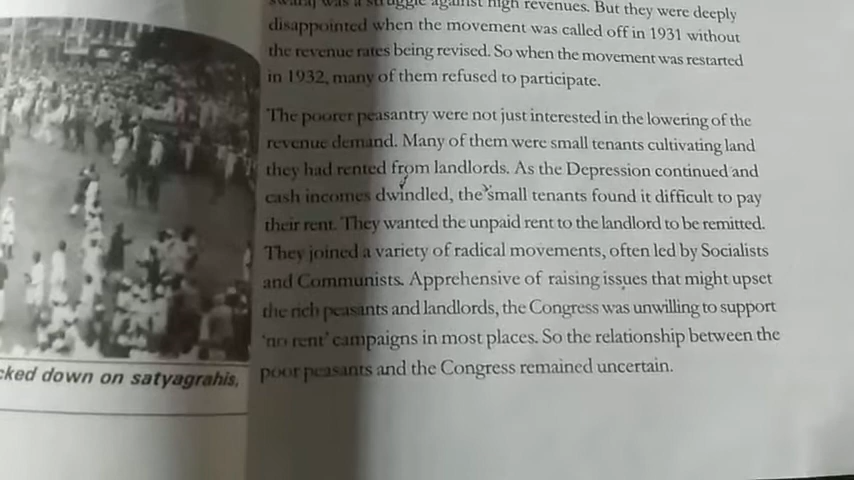 swaraj was a struggle against high revenues. But they were deeply
disappointed when the movement was called off in 1931 without
the revenue rates being revised. So when the movement was restarted
in 1932, many of them refused to participate.
The poorer peasantry were not just interested in the lowering of the
revenue demand. Many of them were small tenants cultivating land
they had rented from landlords. As the Depression continued and
cash incomes dwindled, the small tenants found it difficult to pay
their rent. They wanted the unpaid rent to the landlord to be remitted.
They joined a variety of radical movements, often led by Socialists
and Communists. Apprehensive of raising issues that might upset
the rich peasants and landlords, the Congress was unwilling to support
‘no rent’ campaigns in most places. So the relationship between the
poor peasants and the Congress remained uncertain.
cked down on satyagrahis,